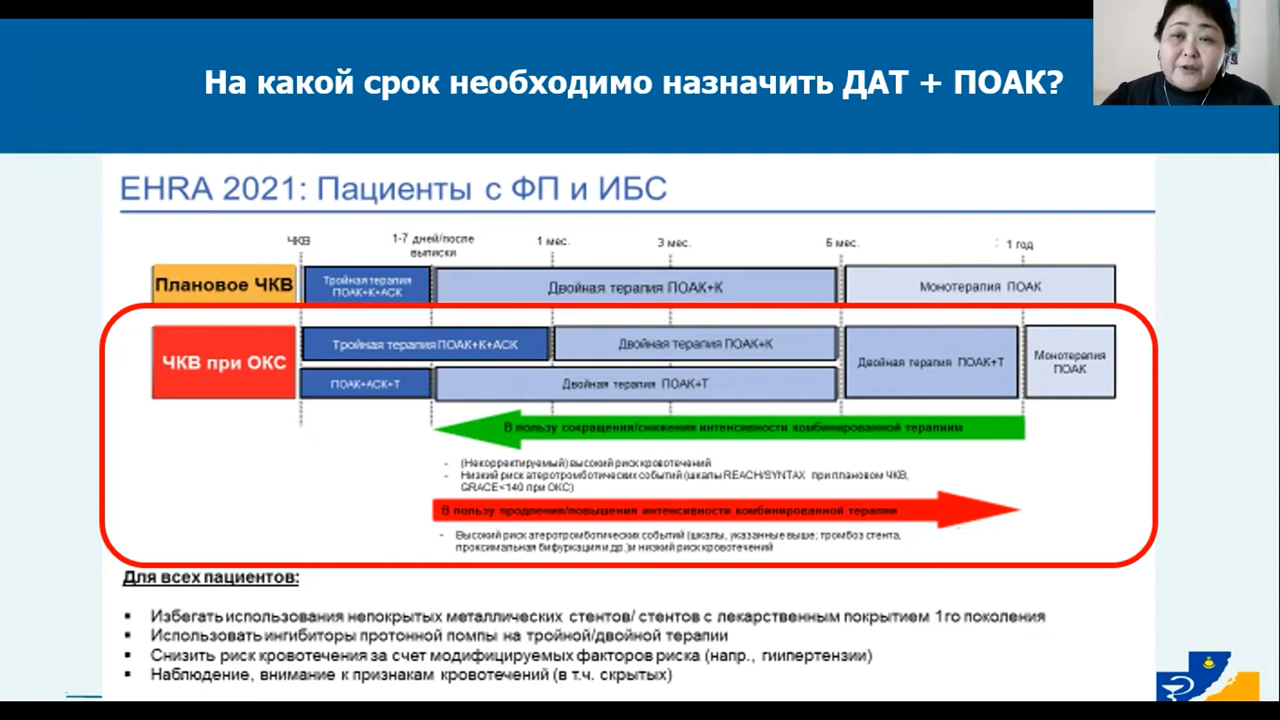 На какой срок необходимо назначить ДАТ + ПОАК?
EHRA 2021: Пациенты с ФП и ИБС
ЧКВ
1-7 дней/после
выписки
1 мес.
3 мес.
6 мес.
1 год
Плановое ЧКВ
Тройная терапия
ПОАК+К+АСК
Двойная терапия ПОАК+К
Монотерапия ПОАК
ЧКВ при ОКС
Тройная терапия ПОАК+К+АСК
Двойная терапия ПОАК+К
ПОАК+АСК+Т
Двойная терапия ПОАК+Т
Двойная терапия ПОАК+Т
Монотерапия
ПОАК
В пользу сокращения/снижения интенсивности комбинированной терапиим
- (Некорректируемый) высокий риск кровотечений
- Низкий риск атеротромботических событий (шкалы REACH/SYNTAX при плановом ЧКВ,
GRACE<140 при ОКС)
В пользу продления/повышения интенсивности комбинированной терапии
- Высокий риск атеротромботических событий (шкалы, указанные выше; тромбоз стента,
проксимальная бифуркация и др.)и низкий риск кровотечений
Для всех пациентов:
▪ Избегать использования непокрытых металлических стентов/ стентов с лекарственным покрытием 1го поколения
▪ Использовать ингибиторы протонной помпы на тройной/двойной терапии
▪ Снизить риск кровотечения за счет модифицируемых факторов риска (напр., гиипертензии)
▪ Наблюдение, внимание к признакам кровотечений (в т.ч. скрытых)